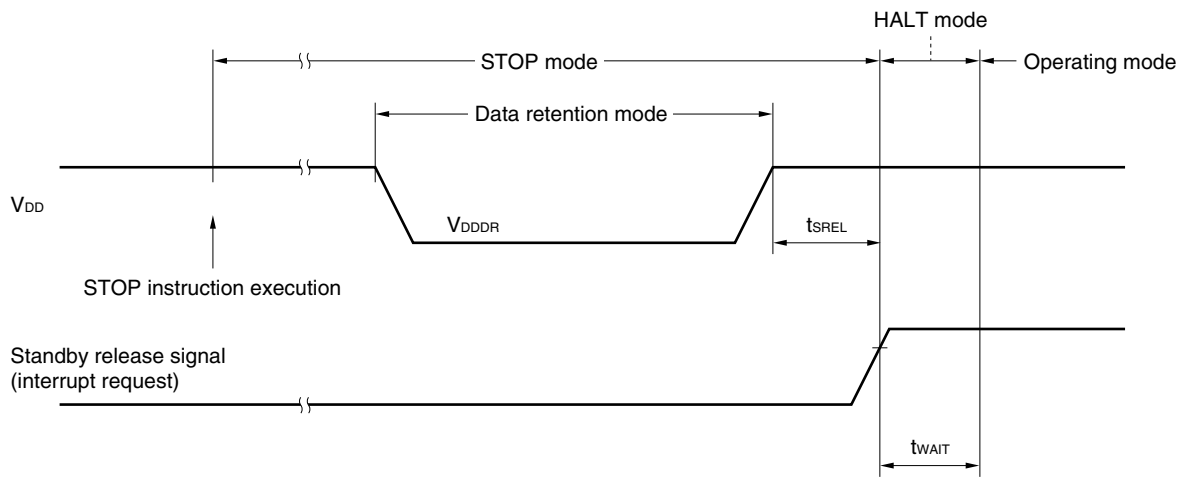 HALT mode
STOP mode
Operating mode
Data retention mode
VDD
VDDDR
tSREL
STOP instruction execution
Standby release signal
(interrupt request)
tWAIT